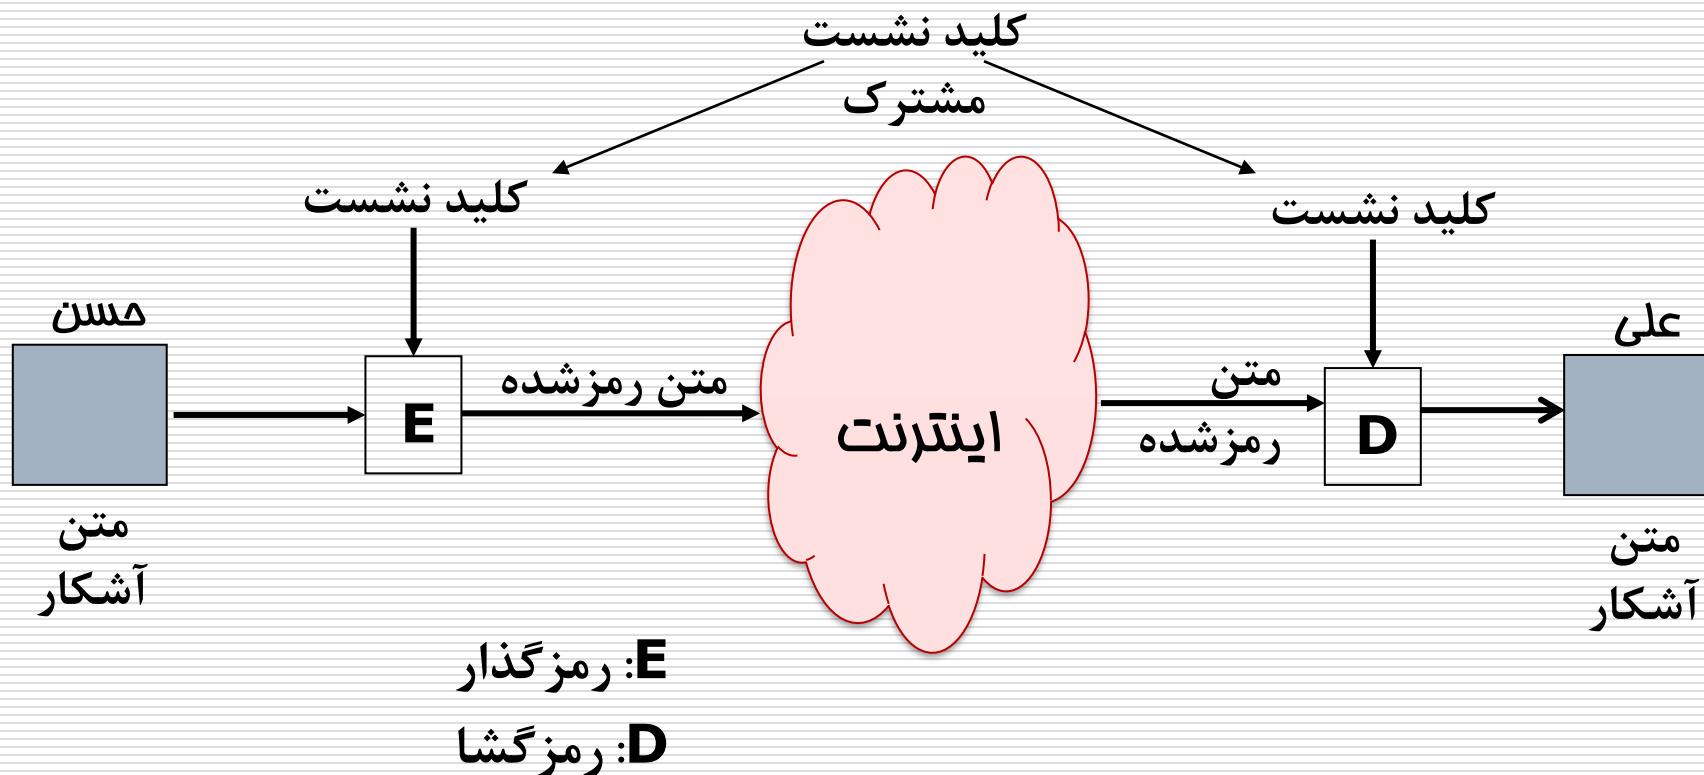 کلید نشست
مشترک
کلید نشست
کلید نشست
حسن
علی
E
متن رمزشده
اینترنت
متن
رمزشده
D
متن
آشکار
متن
آشکار
E: رمزگذار
D: رمزگشا